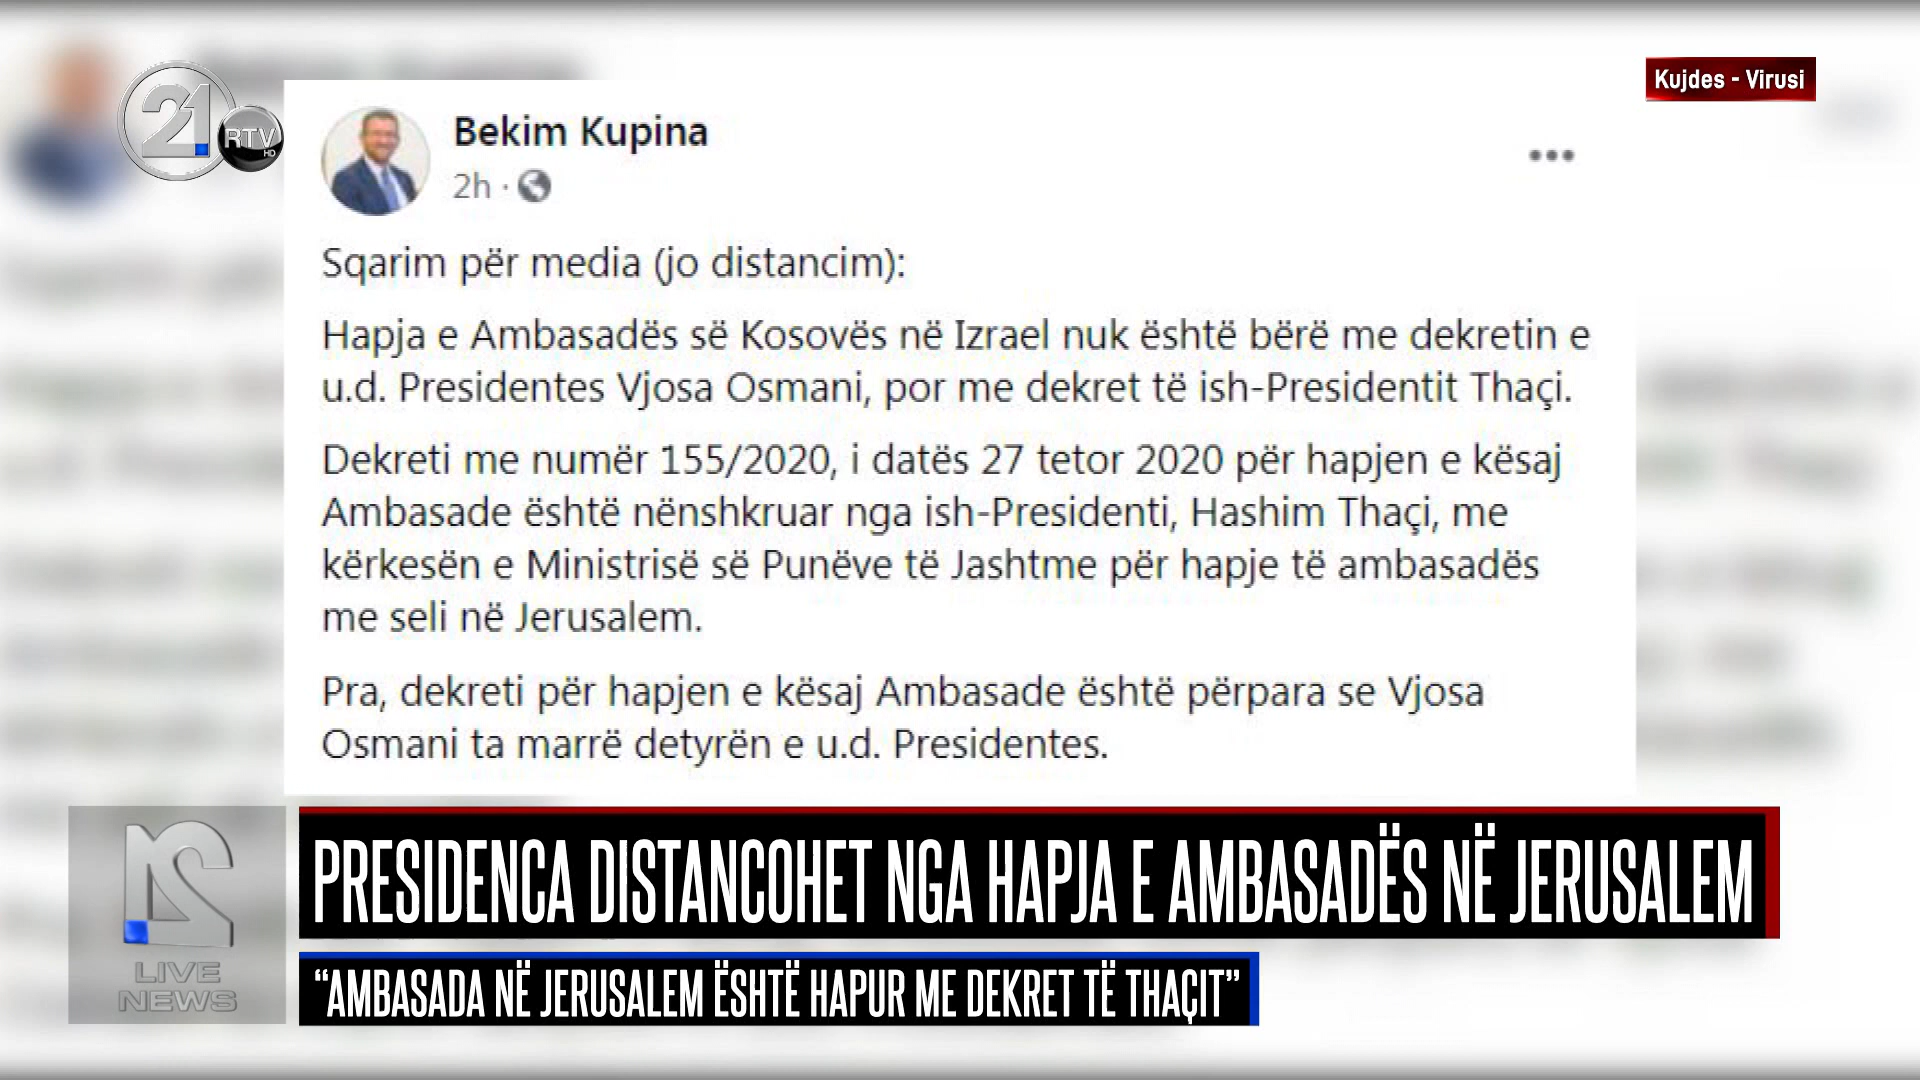 21
RTV
HD
Kujdes - Virusi
Bekim Kupina
2h ·
Sqarim për media (jo distancim):
Hapja e Ambasadës së Kosovës në Izrael nuk është bërë me dekretin e
u.d. Presidentes Vjosa Osmani, por me dekret të ish-Presidentit Thaçi.
Dekreti me numër 155/2020, i datës 27 tetor 2020 për hapjen e kësaj
Ambasade është nënshkruar nga ish-Presidenti, Hashim Thaçi, me
kërkesën e Ministrisë së Punëve të Jashtme për hapje të ambasadës
me seli në Jerusalem.
Pra, dekreti për hapjen e kësaj Ambasade është përpara se Vjosa
Osmani ta marrë detyrën e u.d. Presidentes.
PRESIDENCA DISTANCOHET NGA HAPJA E AMBASADËS NË JERUSALEM
LIVE
NEWS
“AMBASADA NË JERUSALEM ËSHTË HAPUR ME DEKRET TË THAÇIT”